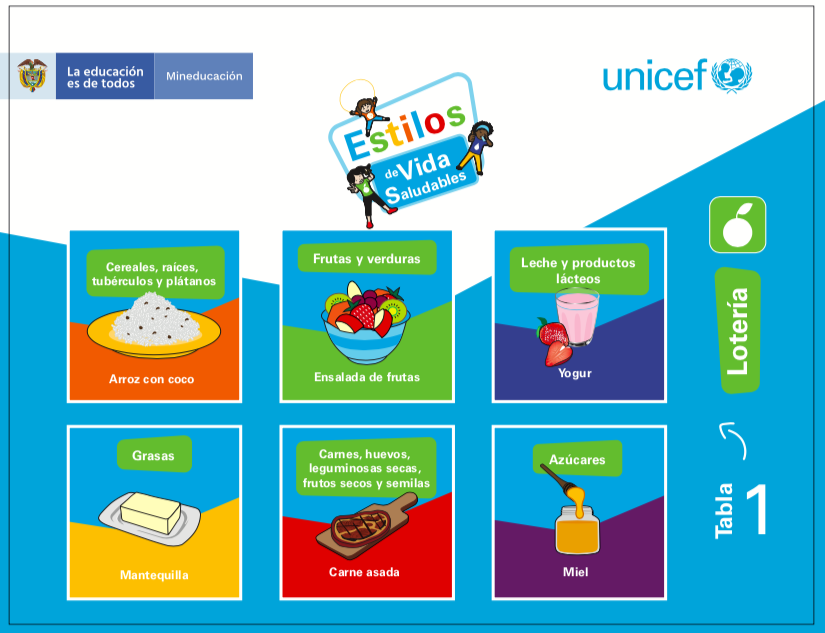 La educación
es de todos
Mineducación
unicef
Estilos
de Vida
Saludables
Cereales, raíces,
tubérculos y plátanos
Arroz con coco
Frutas y verduras
Ensalada de frutas
Leche y productos
lácteos
Yogur
Grasas
Mantequilla
Carnes, huevos,
leguminosas secas,
frutos secos y semilas
Carne asada
Azúcares
Miel
Lotería
Tabla 1